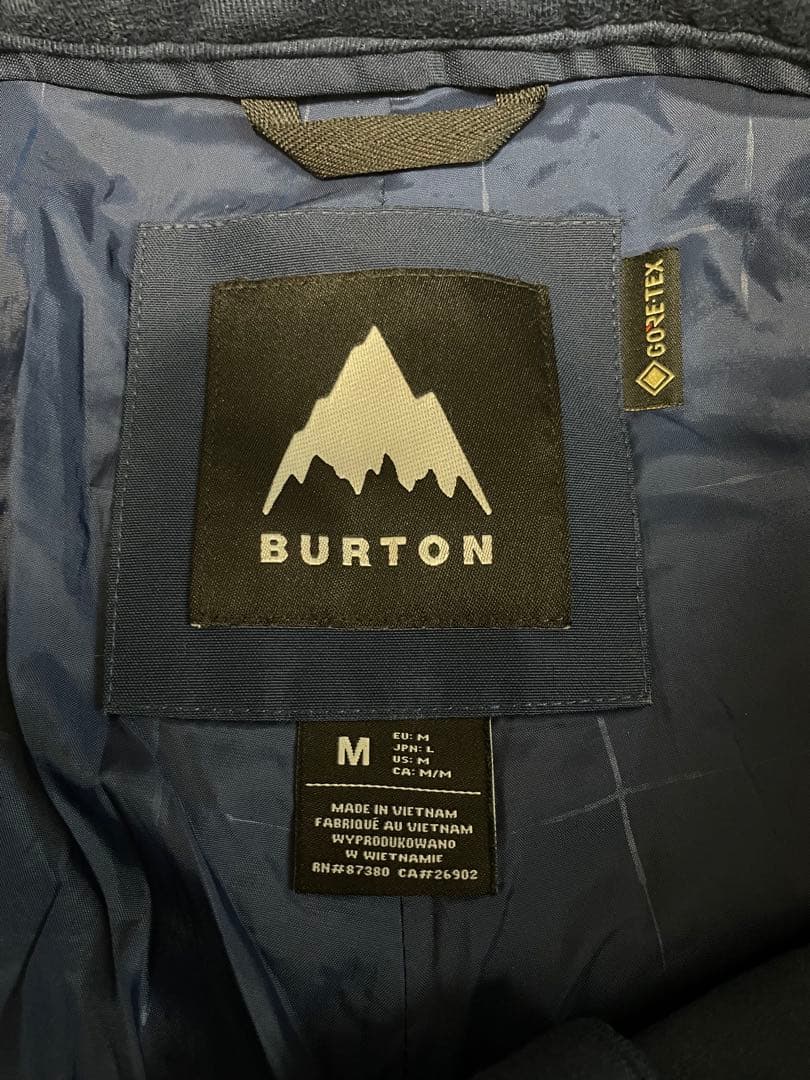 GORE-TEX
BURTON
M
EU: M
JPN: L
US: M
CA: M/M
MADE IN VIETNAM
FABRIQUÉ AU VIETNAM
WYPRODUKOWANO
W WIETNAMIE
RN#87380 CA#26902